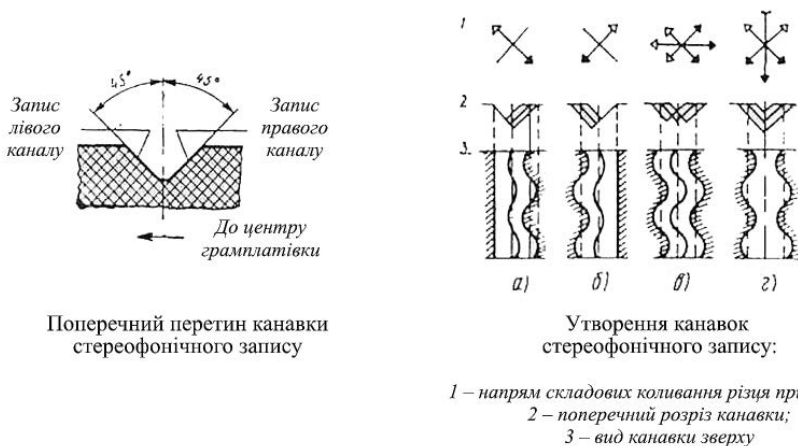 45° 45°
Запис
лівого
каналу
Запис
правого
каналу
До центру
грамплатівки
Поперечний перетин канавки
стереофонічного запису
1
2
3
а) б) в) г)
Утворення канавок
стереофонічного запису:
1 – напрям складових коливання різця при
2 – поперечний розріз канавки;
3 – вид канавки зверху